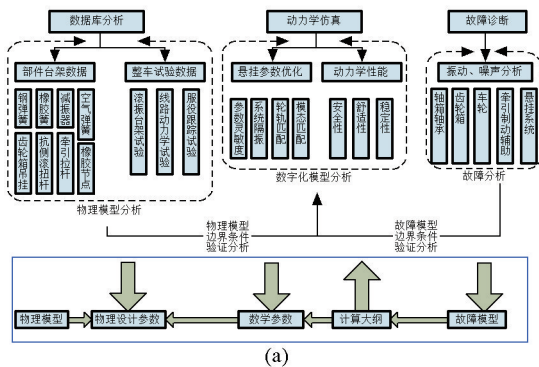 数据库分析
动力学仿真
故障诊断
部件台架数据
整车试验数据
悬挂参数优化
动力学性能
振动、噪声分析
钢弹簧
橡胶簧
减振器
空气弹簧
齿轮箱吊挂
抗侧滚扭杆
牵引拉杆
橡胶节点
滚振台架试验
线路动力学试验
服役跟踪试验
参数灵敏度
系统隔振
轮轨匹配
模态匹配
安全性
舒适性
稳定性
轴箱轴承
齿轮箱
车轮
牵引制动辅助
悬挂系统
物理模型分析
数字化模型分析
故障分析
物理模型
边界条件
验证分析
故障模型
边界条件
验证分析
物理模型
物理设计参数
数学参数
计算大纲
故障模型
(a)